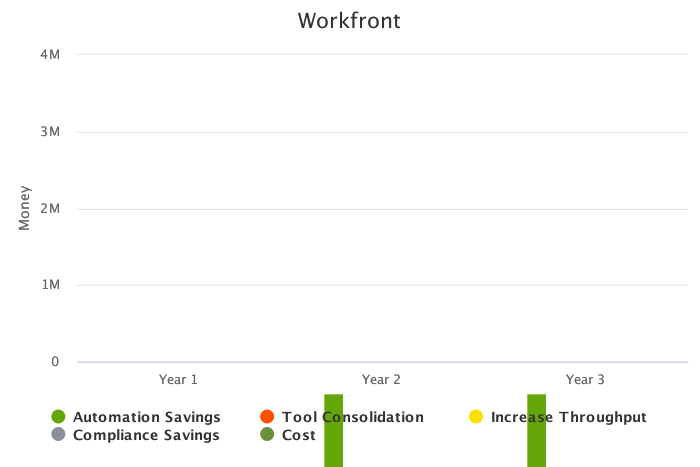 Workfront
4M
3M
2M
1M
0
Money
Year 1 Year 2 Year 3
Automation Savings Tool Consolidation Increase Throughput
Compliance Savings Cost